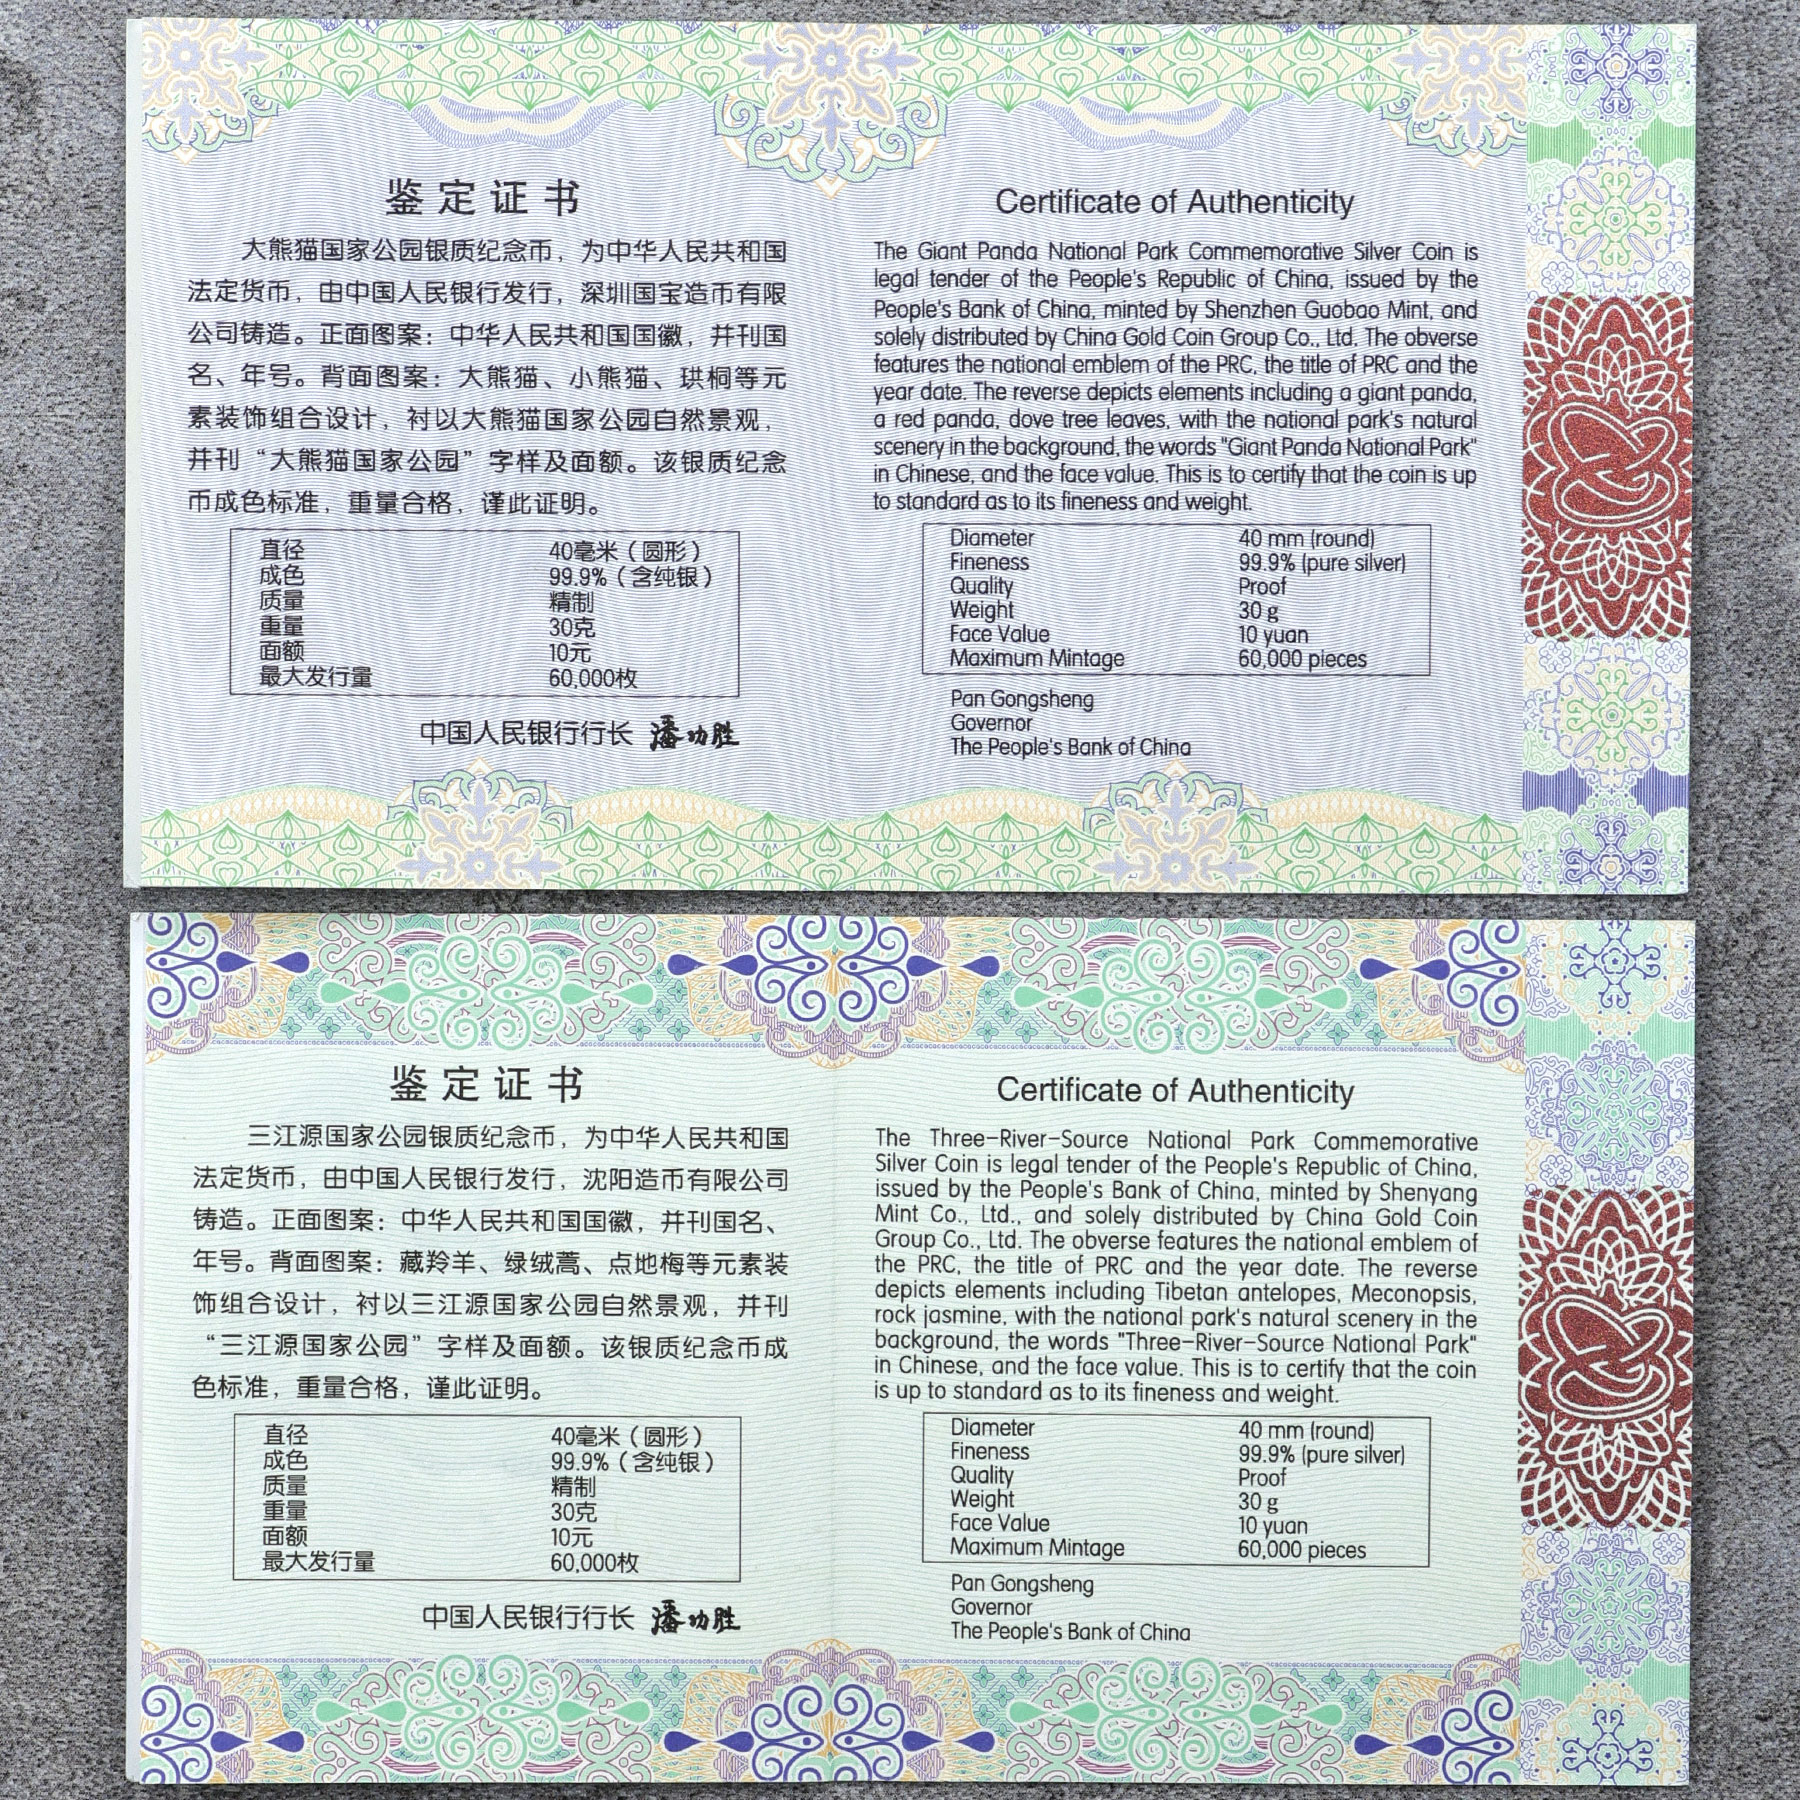 鉴定证书
大熊猫国家公园银质纪念币，为中华人民共和国
法定货币，由中国人民银行发行，深圳国宝造币有限
公司铸造。正面图案：中华人民共和国国徽，并刊国
名、年号。背面图案：大熊猫、小熊猫、珙桐等元
素装饰组合设计，衬以大熊猫国家公园自然景观，
并刊“大熊猫国家公园”字样及面额。该银质纪念
币成色标准，重量合格，谨此证明。
直径 40毫米（圆形）
成色 99.9%（含纯银）
质量 精制
重量 30克
面额 10元
最大发行量 60,000枚
中国人民银行行长 潘功胜
Certificate of Authenticity
The Giant Panda National Park Commemorative Silver Coin is
legal tender of the People's Republic of China, issued by the
People's Bank of China, minted by Shenzhen Guobao Mint, and
solely distributed by China Gold Coin Group Co., Ltd. The obverse
features the national emblem of the PRC, the title of PRC and the
year date. The reverse depicts elements including a giant panda,
a red panda, dove tree leaves, with the national park's natural
scenery in the background, the words "Giant Panda National Park"
in Chinese, and the face value. This is to certify that the coin is up
to standard as to its fineness and weight.
Diameter 40 mm (round)
Fineness 99.9% (pure silver)
Quality Proof
Weight 30 g
Face Value 10 yuan
Maximum Mintage 60,000 pieces
Pan Gongsheng
Governor
The People's Bank of China
鉴定证书
三江源国家公园银质纪念币，为中华人民共和国
法定货币，由中国人民银行发行，沈阳造币有限公司
铸造。正面图案：中华人民共和国国徽，并刊国名、
年号。背面图案：藏羚羊、绿绒蒿、点地梅等元素装
饰组合设计，衬以三江源国家公园自然景观，并刊
“三江源国家公园”字样及面额。该银质纪念币成
色标准，重量合格，谨此证明。
直径 40毫米（圆形）
成色 99.9%（含纯银）
质量 精制
重量 30克
面额 10元
最大发行量 60,000枚
中国人民银行行长 潘功胜
Certificate of Authenticity
The Three-River-Source National Park Commemorative
Silver Coin is legal tender of the People's Republic of China,
issued by the People's Bank of China, minted by Shenyang
Mint Co., Ltd., and solely distributed by China Gold Coin
Group Co., Ltd. The obverse features the national emblem of
the PRC, the title of PRC and the year date. The reverse
depicts elements including Tibetan antelopes, Meconopsis,
rock jasmine, with the national park's natural scenery in the
background, the words "Three-River-Source National Park"
in Chinese, and the face value. This is to certify that the coin
is up to standard as to its fineness and weight.
Diameter 40 mm (round)
Fineness 99.9% (pure silver)
Quality Proof
Weight 30 g
Face Value 10 yuan
Maximum Mintage 60,000 pieces
Pan Gongsheng
Governor
The People's Bank of China